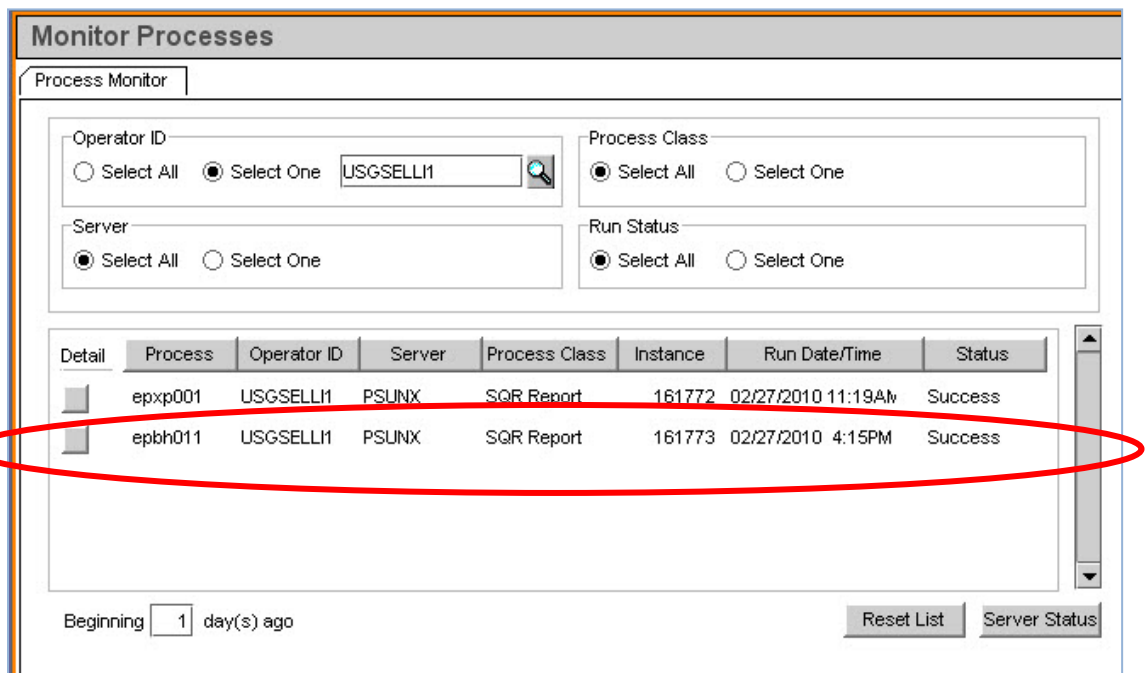 Monitor Processes
Process Monitor
Operator ID
Select All Select One USGSELLI1
Process Class
Select All Select One
Server
Select All Select One
Run Status
Select All Select One
Detail Process Operator ID Server Process Class Instance Run Date/Time Status
epxp001 USGSELLI1 PSUNX SQR Report 161772 02/27/2010 11:19AM Success
epbh011 USGSELLI1 PSUNX SQR Report 161773 02/27/2010 4:15PM Success
Beginning 1 day(s) ago Reset List Server Status